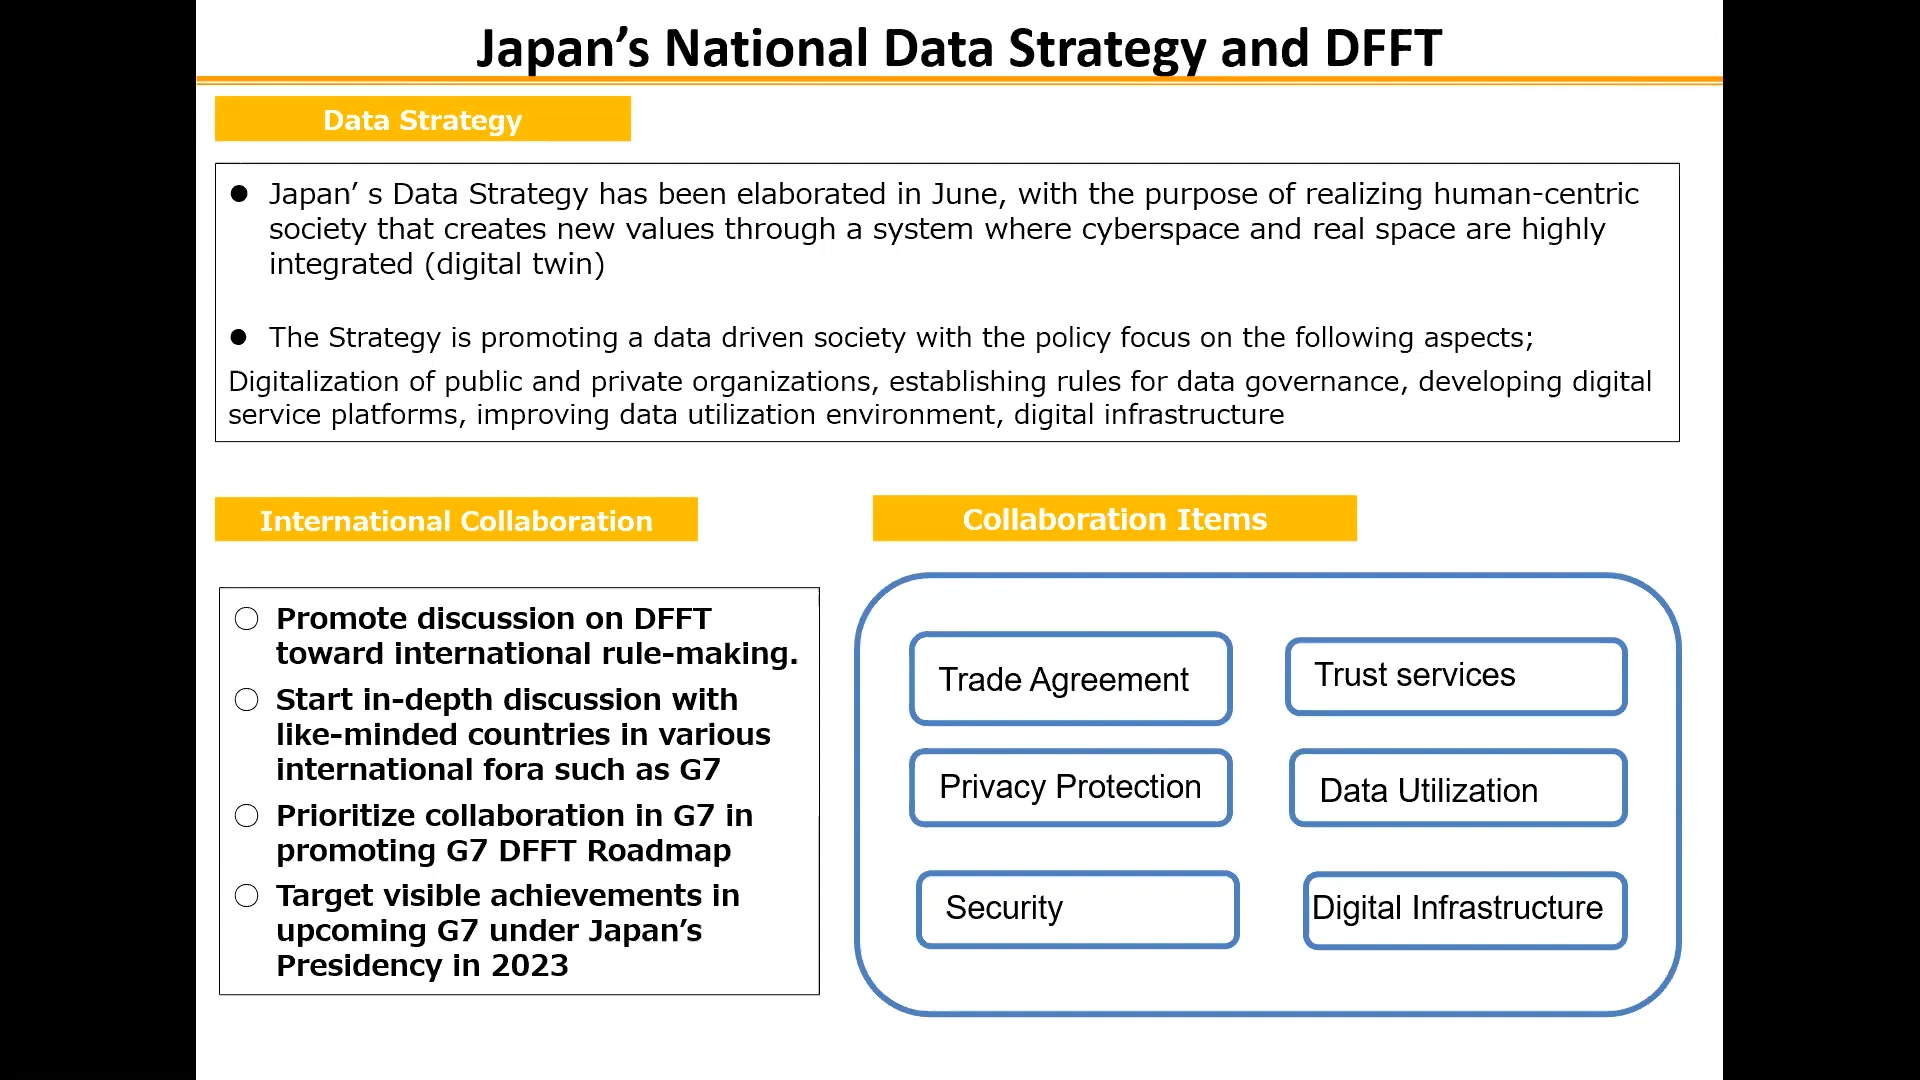 Japan’s National Data Strategy and DFFT
Data Strategy
● Japan’ s Data Strategy has been elaborated in June, with the purpose of realizing human-centric
society that creates new values through a system where cyberspace and real space are highly
integrated (digital twin)
● The Strategy is promoting a data driven society with the policy focus on the following aspects;
Digitalization of public and private organizations, establishing rules for data governance, developing digital
service platforms, improving data utilization environment, digital infrastructure
International Collaboration
○ Promote discussion on DFFT
toward international rule-making.
○ Start in-depth discussion with
like-minded countries in various
international fora such as G7
○ Prioritize collaboration in G7 in
promoting G7 DFFT Roadmap
○ Target visible achievements in
upcoming G7 under Japan’s
Presidency in 2023
Collaboration Items
Trade Agreement
Trust services
Privacy Protection
Data Utilization
Security
Digital Infrastructure